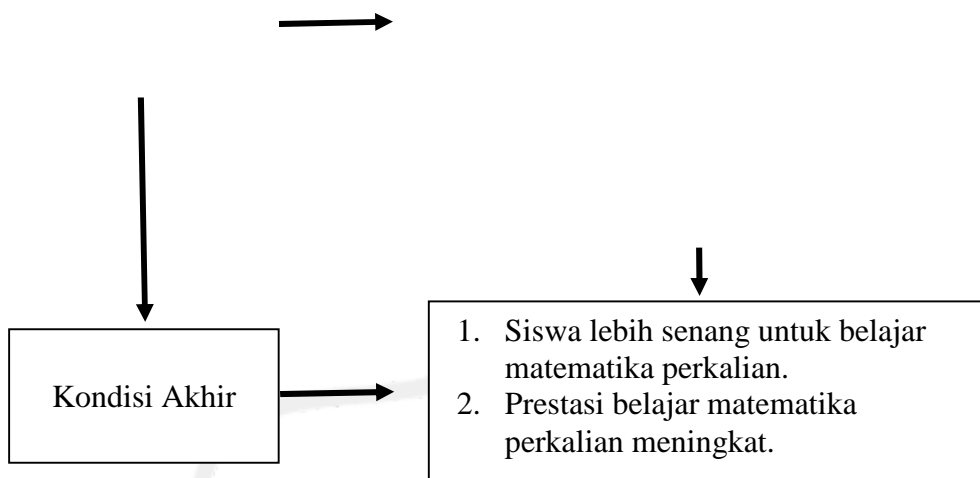 Kondisi Akhir
1. Siswa lebih senang untuk belajar
matematika perkalian.
2. Prestasi belajar matematika
perkalian meningkat.